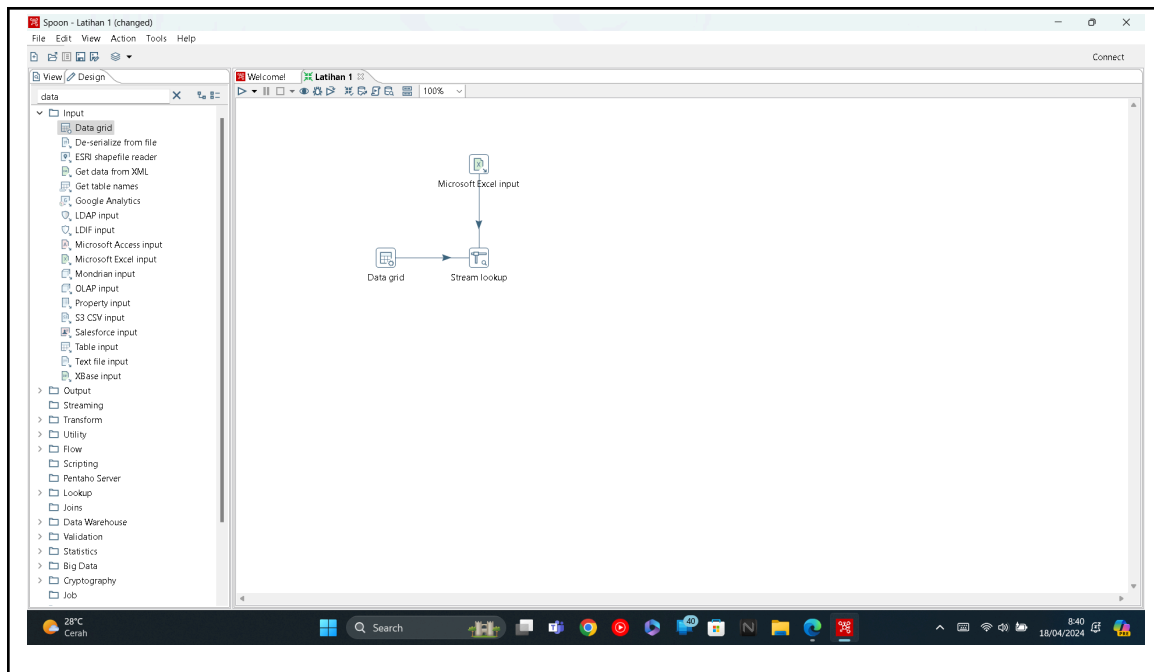 Spoon - Latihan 1 (changed)
File Edit View Action Tools Help
Connect
View Design
Welcome! Latihan 1
data
100%
Input
Data grid
De-serialize from file
ESRI shapefile reader
Get data from XML
Get table names
Google Analytics
LDAP input
LDIF input
Microsoft Access input
Microsoft Excel input
Mondrian input
OLAP input
Property input
S3 CSV input
Salesforce input
Table input
Text file input
XBase input
Output
Streaming
Transform
Utility
Flow
Scripting
Pentaho Server
Lookup
Joins
Data Warehouse
Validation
Statistics
Big Data
Cryptography
Job
Microsoft Excel input
Data grid
Stream lookup
28°C
Cerah
Search
40
8:40
18/04/2024